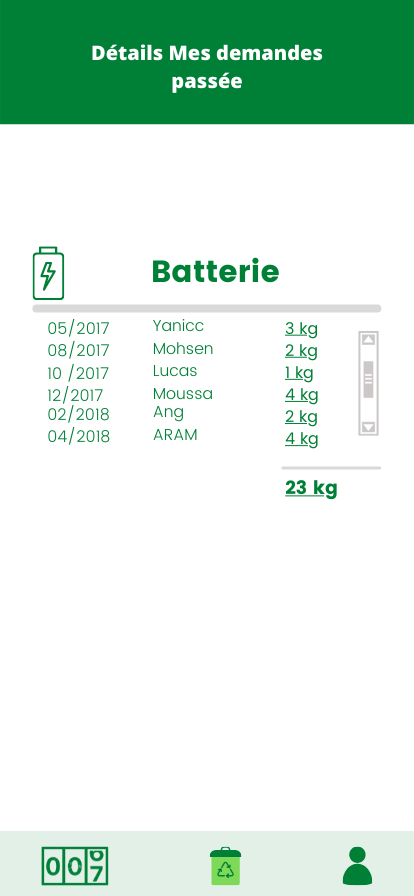 Détails Mes demandes
passée
Batterie
05/2017 Yanicc 3 kg
08/2017 Mohsen 2 kg
10 /2017 Lucas 1 kg
12/2017 Moussa 4 kg
02/2018 Ang 2 kg
04/2018 ARAM 4 kg
23 kg
007